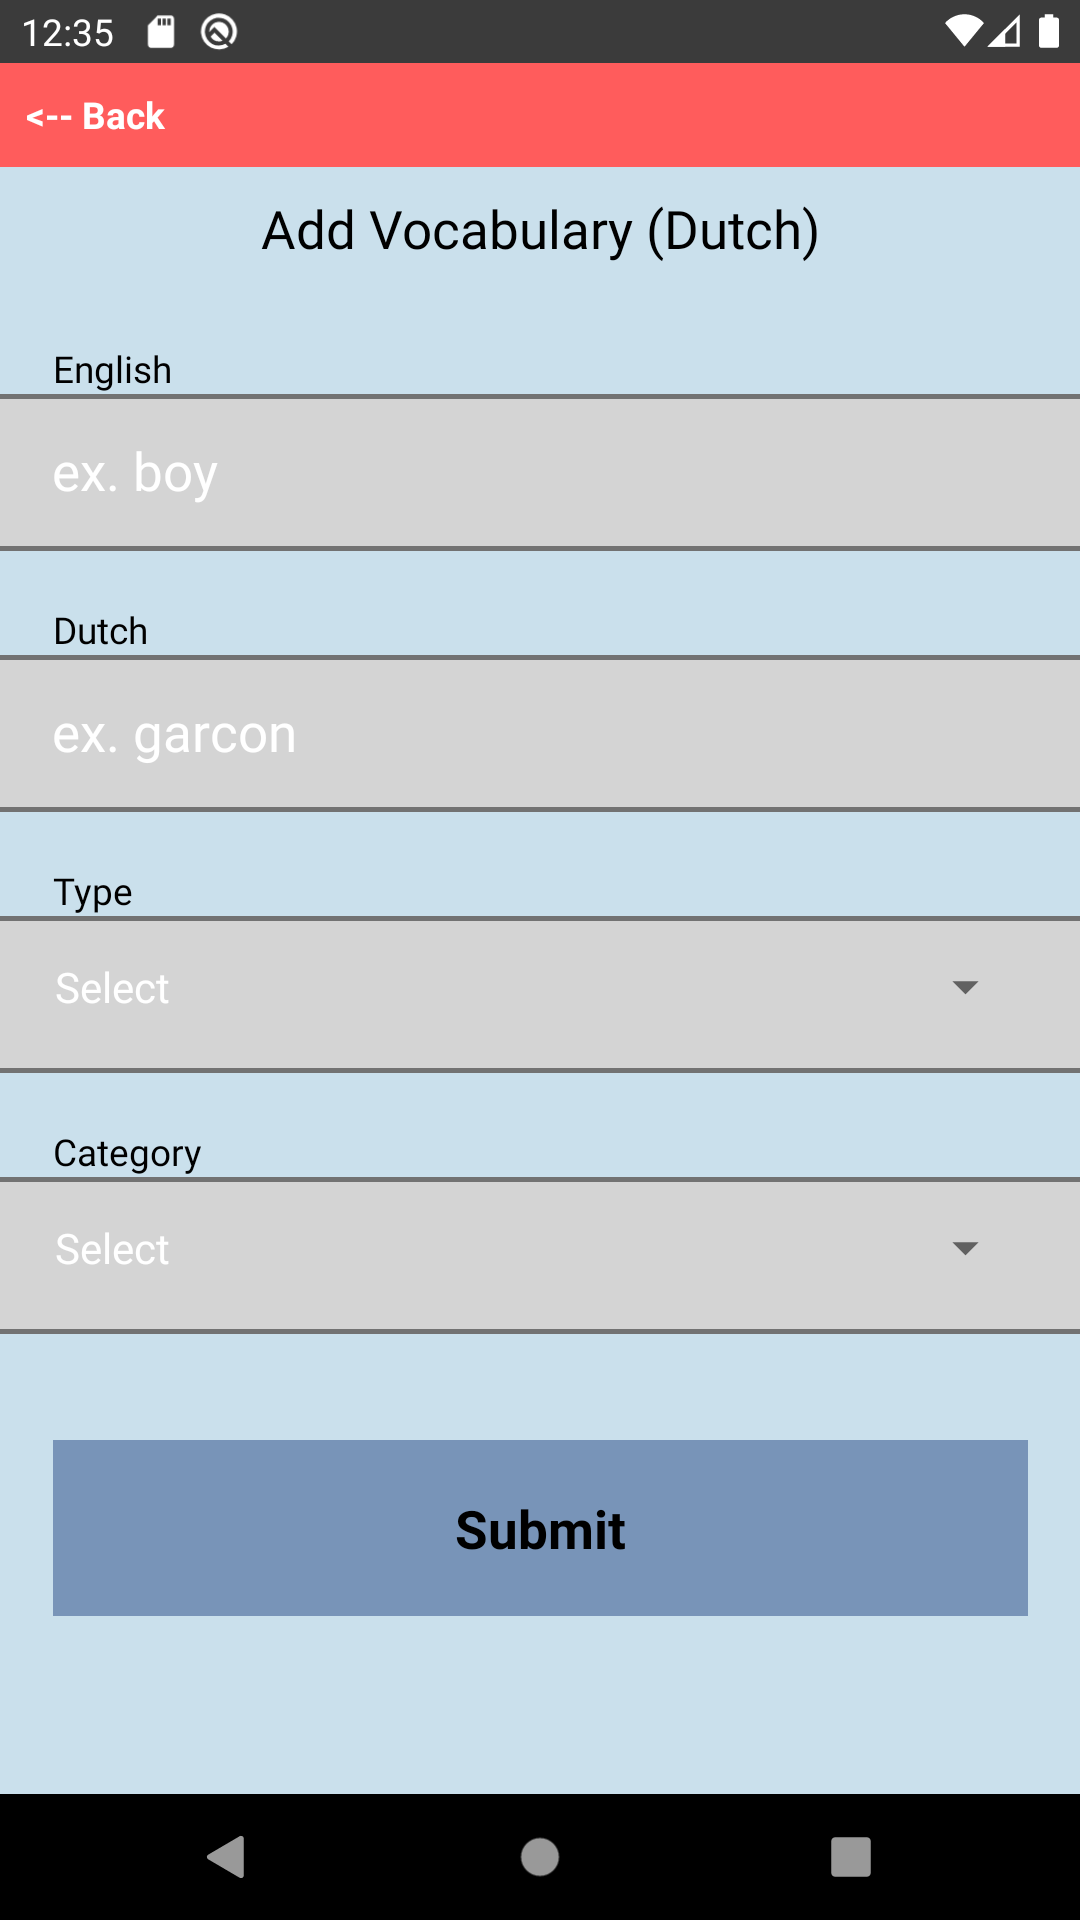 12:35
<-- Back
Add Vocabulary (Dutch)
English
ex. boy
Dutch
ex. garcon
Type
Select
Category
Select
Submit